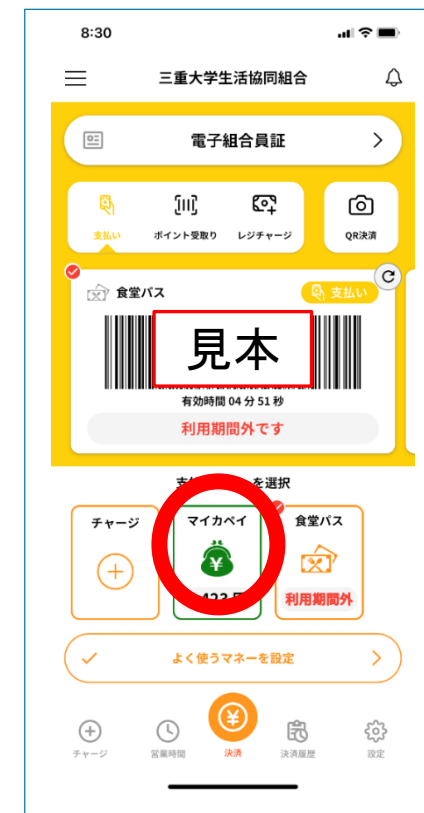 8:30
三重大学生活協同組合
電子組合員証
支払い
ポイント受取り
レジチャージ
QR決済
食堂パス
支払い
見本
有効時間 04 分 51 秒
利用期間外です
を選択
チャージ
マイカペイ
食堂パス
利用期間外
よく使うマネーを設定
チャージ
営業時間
決済
決済履歴
設定